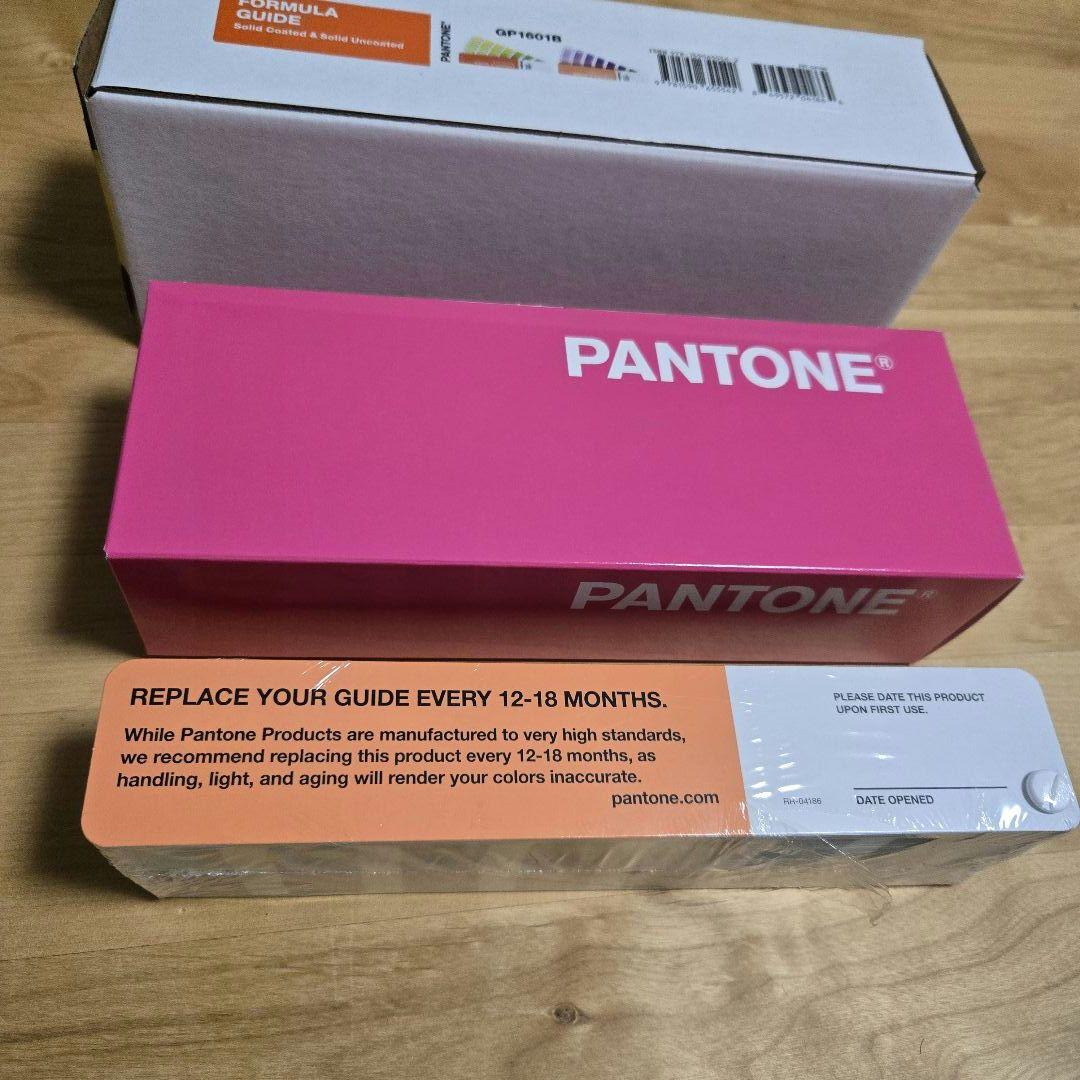 FORMULA
GUIDE
Solid Coated & Solid Uncoated
PANTONE®
GP1601B
PANTONE®
PANTONE®
REPLACE YOUR GUIDE EVERY 12-18 MONTHS.
While Pantone Products are manufactured to very high standards,
we recommend replacing this product every 12-18 months, as
handling, light, and aging will render your colors inaccurate.
pantone.com
PLEASE DATE THIS PRODUCT
UPON FIRST USE.
RH-04186
DATE OPENED